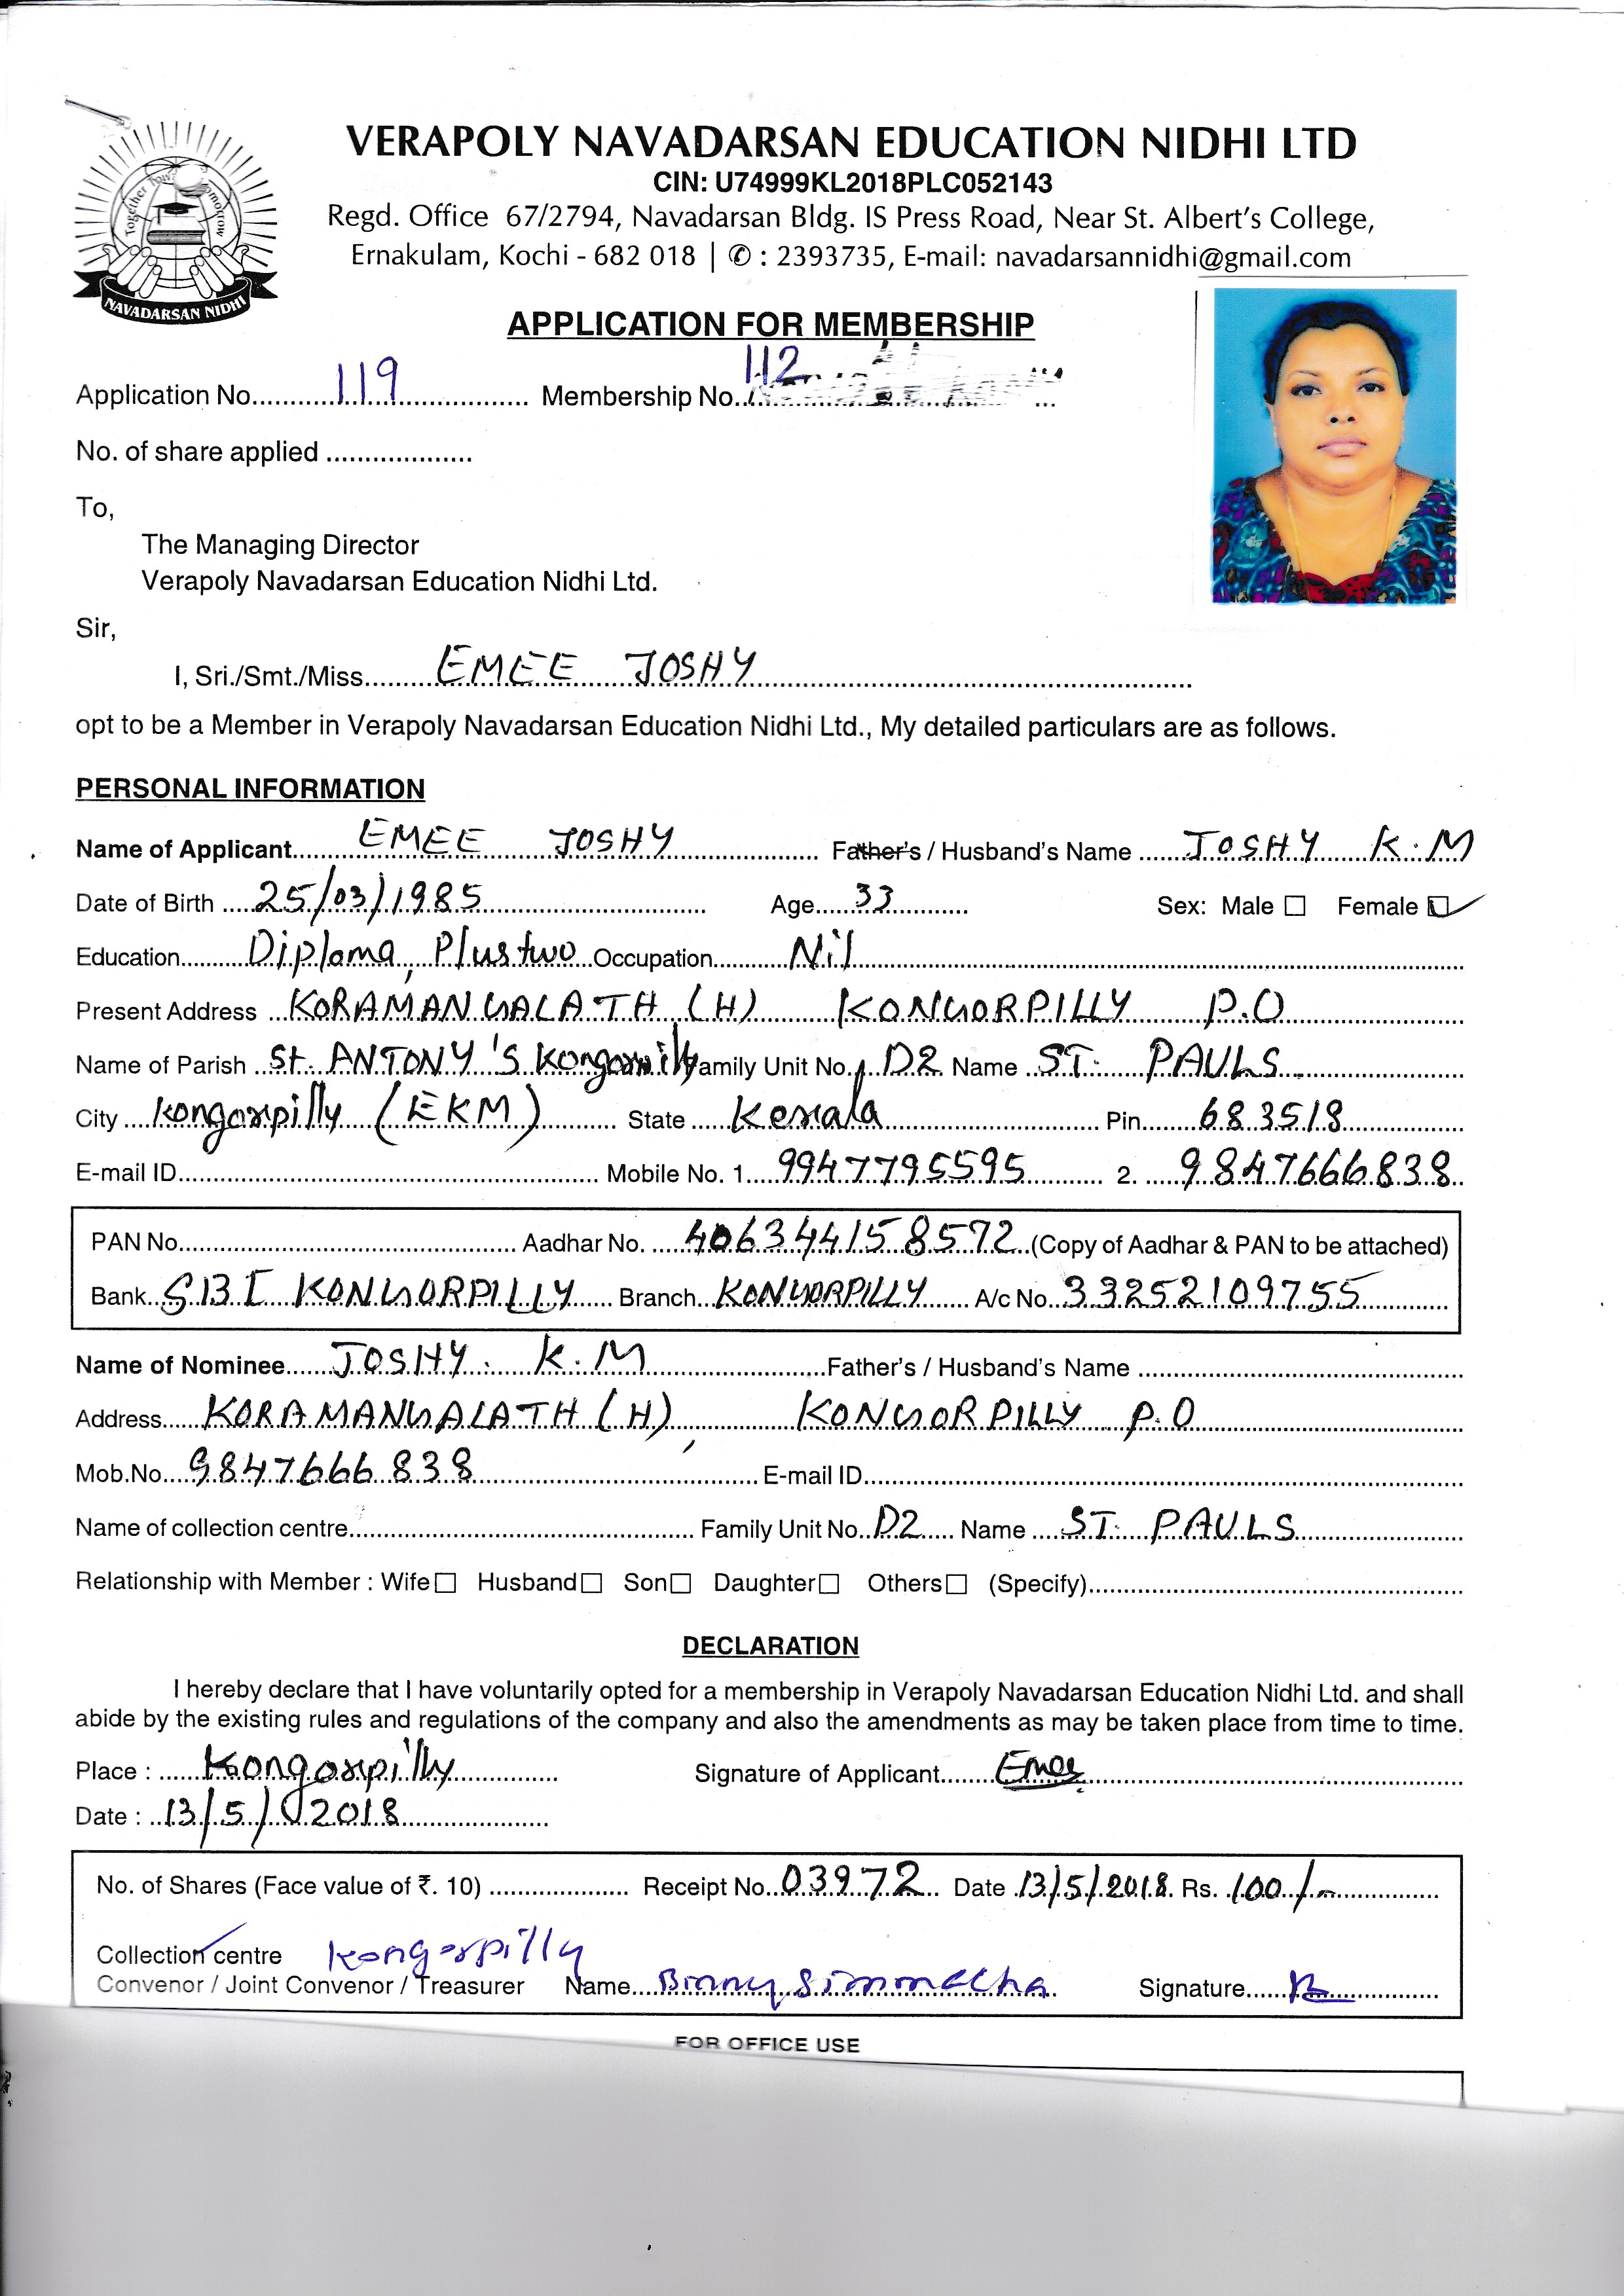 VERAPOLY NAVADARSAN EDUCATION NIDHI LTD
CIN: U74999KL2018PLC052143
Regd. Office 67/2794, Navadarsan Bldg. IS Press Road, Near St. Albert's College,
Ernakulam, Kochi - 682 018 | ✆ : 2393735, E-mail: navadarsannidhi@gmail.com
Together
NAVADARSAN NIDHI
APPLICATION FOR MEMBERSHIP
Application No. 119 Membership No. 112
No. of share applied ...................
To,
The Managing Director
Verapoly Navadarsan Education Nidhi Ltd.
Sir,
I, Sri./Smt./Miss. EMEE JOSHY
opt to be a Member in Verapoly Navadarsan Education Nidhi Ltd., My detailed particulars are as follows.
PERSONAL INFORMATION
Name of Applicant EMEE JOSHY Father's / Husband's Name JOSHY K.M
Date of Birth 25/03/1985 Age 33 Sex: Male ☐ Female ☑
Education Diploma, Plustwo Occupation Nil
Present Address KORAMANGALATH (H) KONGORPILLY P.O
Name of Parish St. ANTONY'S Kongorpilly Family Unit No. D2 Name ST. PAULS
City Kongorpilly (EKM) State Kerala Pin 683518
E-mail ID Mobile No. 1 9947795595 2. 9847666838
PAN No. Aadhar No. 406344158572 (Copy of Aadhar & PAN to be attached)
Bank SBI KONGORPILLY Branch KONGORPILLY A/c No. 33252109755
Name of Nominee JOSHY. K.M Father's / Husband's Name
Address KORAMANGALATH (H), KONGORPILLY P.O
Mob.No. 9847666838 E-mail ID
Name of collection centre Family Unit No. D2 Name ST. PAULS
Relationship with Member : Wife ☐ Husband ☐ Son ☐ Daughter ☐ Others ☐ (Specify)
DECLARATION
I hereby declare that I have voluntarily opted for a membership in Verapoly Navadarsan Education Nidhi Ltd. and shall
abide by the existing rules and regulations of the company and also the amendments as may be taken place from time to time.
Place : Kongorpilly Signature of Applicant Emee
Date : 13/5/2018
No. of Shares (Face value of ₹. 10) Receipt No. 03972 Date 13/5/2018 Rs. 100/-
Collection centre Kongorpilly
Convenor / Joint Convenor / Treasurer Name Signature
FOR OFFICE USE